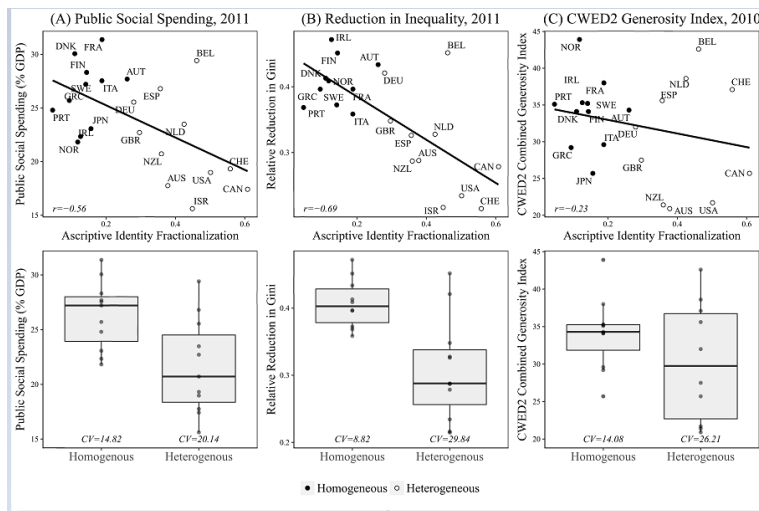 (A) Public Social Spending, 2011
(B) Reduction in Inequality, 2011
(C) CWED2 Generosity Index, 2010
Public Social Spending (% GDP)
30
25
20
15
DNK
FRA
BEL
FIN
AUT
SWE
ITA
ESP
GRC
DEU
PRT
JPN
NLD
IRL
GBR
NOR
NZL
CHE
AUS
USA
CAN
ISR
r=−0.56
0.2
0.4
0.6
Ascriptive Identity Fractionalization
Relative Reduction in Gini
0.4
0.3
IRL
FIN
BEL
AUT
DEU
DNK
NOR
SWE
FRA
PRT
ITA
GBR
NLD
ESP
AUS
NZL
CAN
USA
ISR
CHE
r=−0.69
0.2
0.4
0.6
Ascriptive Identity Fractionalization
CWED2 Combined Generosity Index
40
35
30
25
20
NOR
BEL
IRL
FRA
NLD
CHE
ESP
PRT
SWE
DNK
FIN
AUT
DEU
ITA
GRC
GBR
JPN
CAN
NZL
AUS
USA
r=−0.23
0.2
0.4
0.6
Ascriptive Identity Fractionalization
Public Social Spending (% GDP)
30
25
20
15
CV=14.82
CV=20.14
Homogenous
Heterogenous
Relative Reduction in Gini
0.4
0.3
0.2
CV=8.82
CV=29.84
Homogenous
Heterogenous
CWED2 Combined Generosity Index
45
40
35
30
25
20
CV=14.08
CV=26.21
Homogenous
Heterogenous
Homogeneous
Heterogeneous